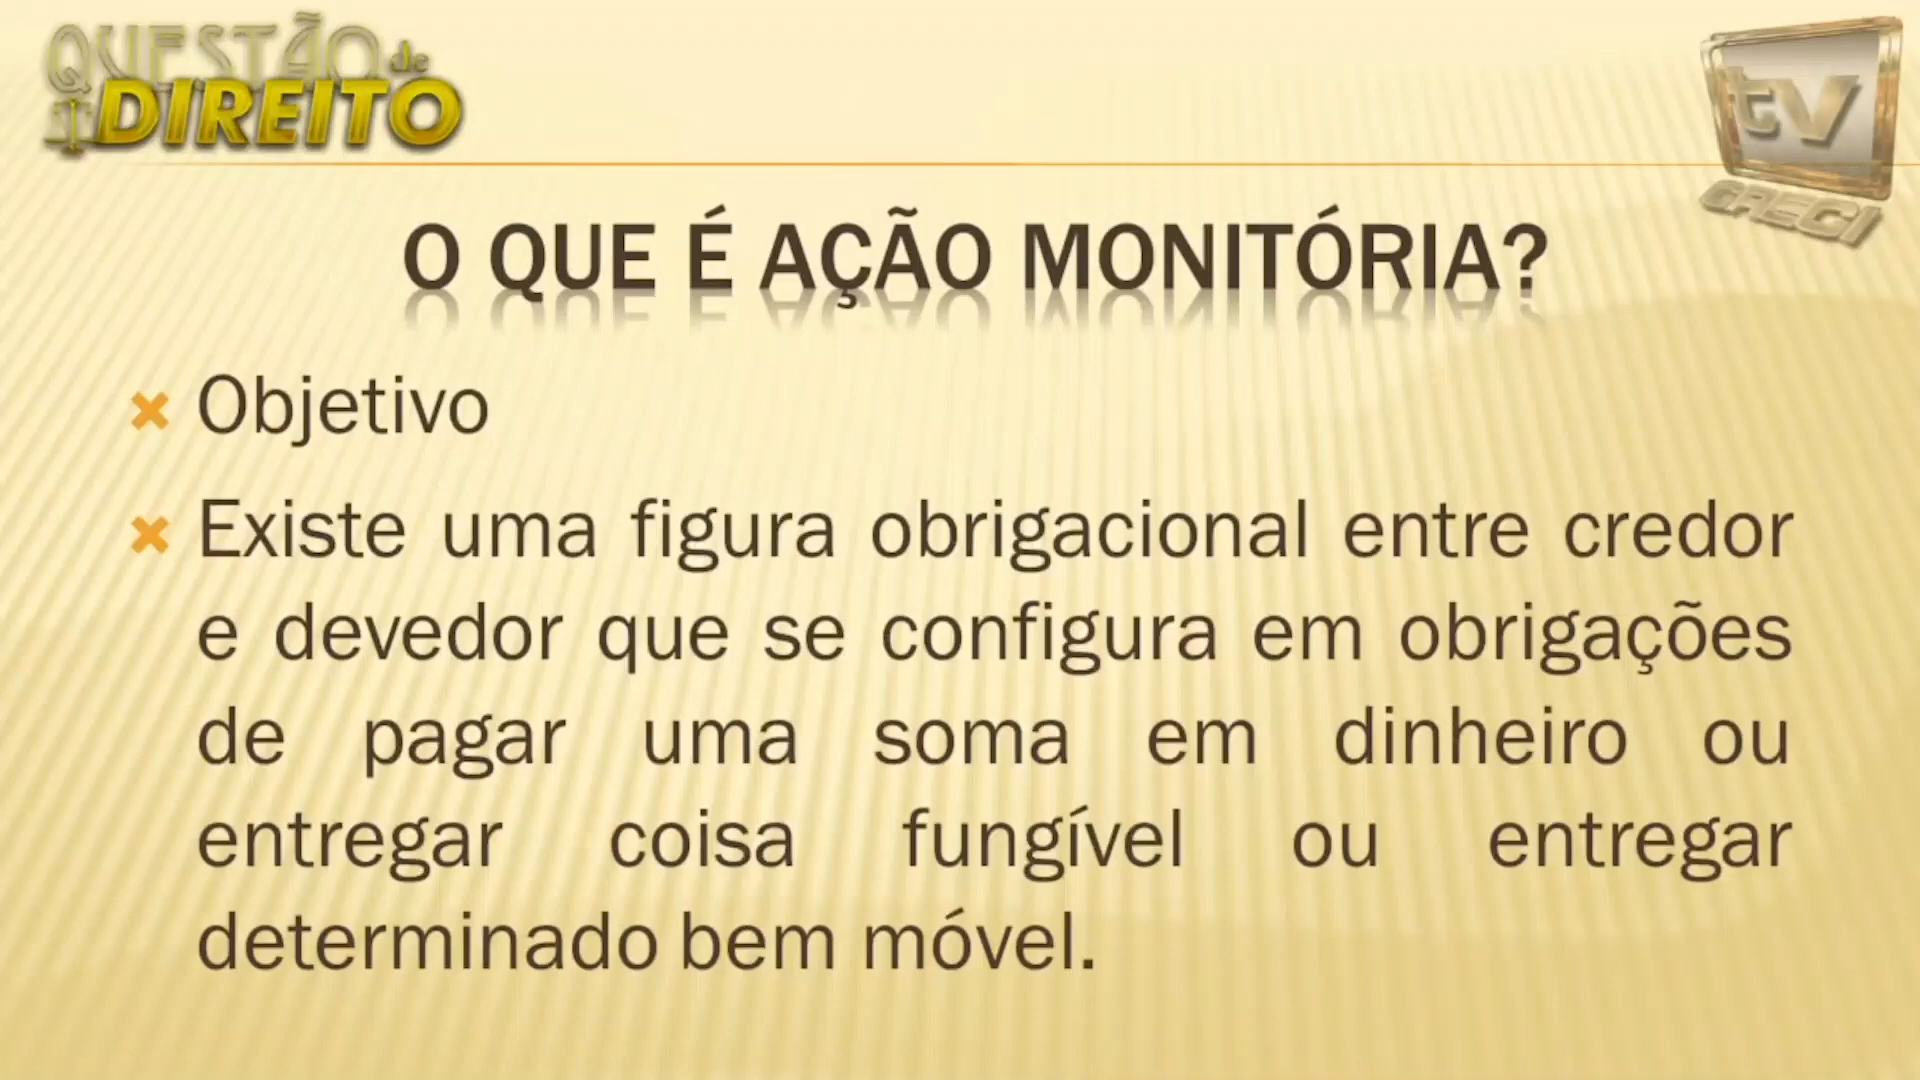 QUESTÃO de
DIREITO
tv
CRECI
O QUE É AÇÃO MONITÓRIA?
Objetivo
Existe uma figura obrigacional entre credor
e devedor que se configura em obrigações
de pagar uma soma em dinheiro ou
entregar coisa fungível ou entregar
determinado bem móvel.